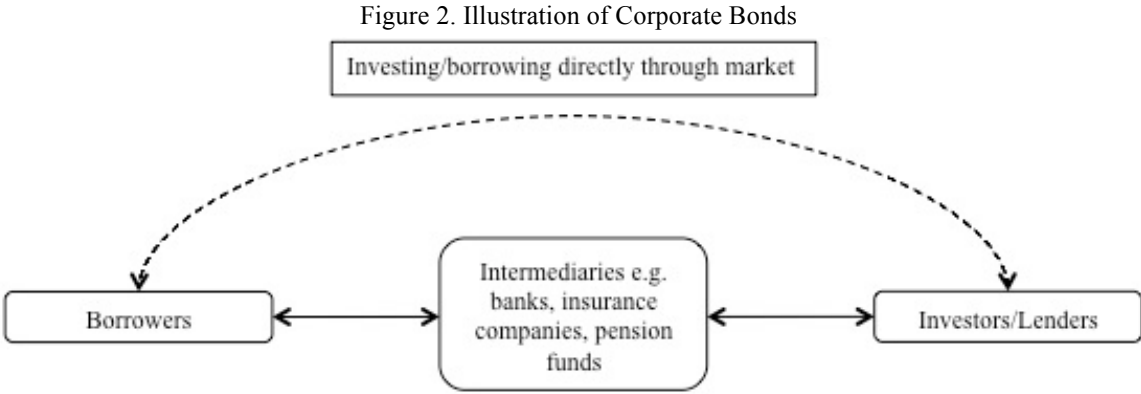 Figure 2. Illustration of Corporate Bonds
Investing/borrowing directly through market
Intermediaries e.g.
banks, insurance
companies, pension
funds
Borrowers
Investors/Lenders